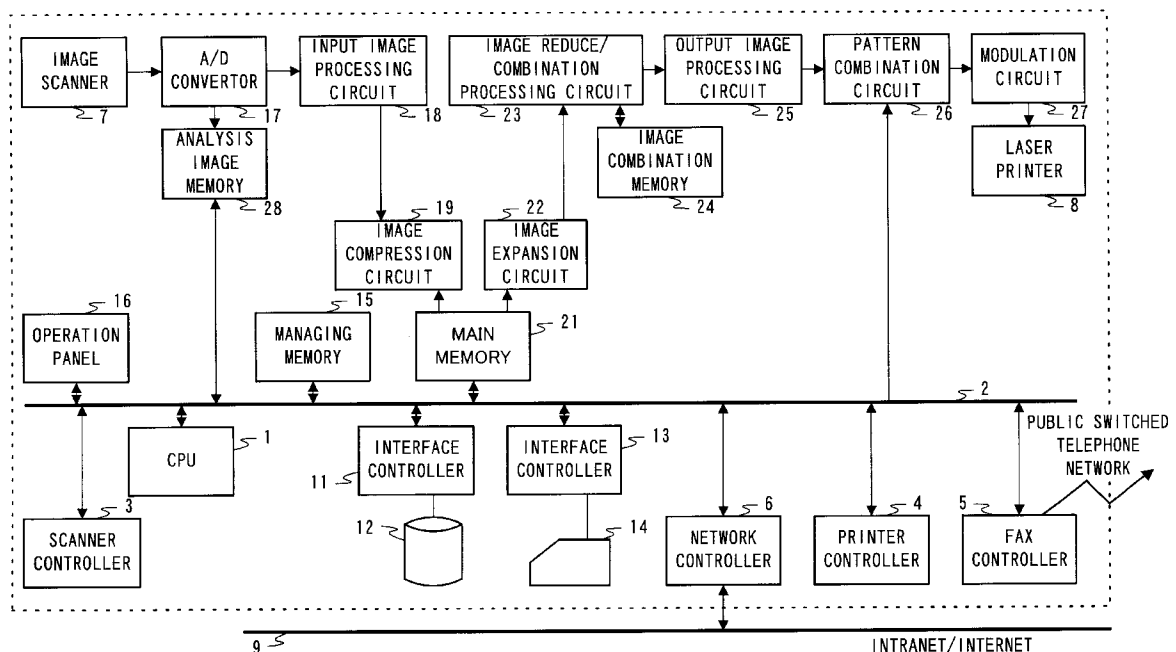 IMAGE
SCANNER
7
A/D
CONVERTOR
17
INPUT IMAGE
PROCESSING
CIRCUIT
18
IMAGE REDUCE/
COMBINATION
PROCESSING CIRCUIT
23
OUTPUT IMAGE
PROCESSING
CIRCUIT
25
PATTERN
COMBINATION
CIRCUIT
26
MODULATION
CIRCUIT
27
ANALYSIS
IMAGE
MEMORY
28
IMAGE
COMBINATION
MEMORY
24
LASER
PRINTER
8
19
IMAGE
COMPRESSION
CIRCUIT
22
IMAGE
EXPANSION
CIRCUIT
16
OPERATION
PANEL
15
MANAGING
MEMORY
MAIN
MEMORY
21
2
CPU
1
INTERFACE
CONTROLLER
11
INTERFACE
CONTROLLER
13
PUBLIC SWITCHED
TELEPHONE
NETWORK
3
SCANNER
CONTROLLER
12
14
6
NETWORK
CONTROLLER
4
PRINTER
CONTROLLER
5
FAX
CONTROLLER
9
INTRANET/INTERNET